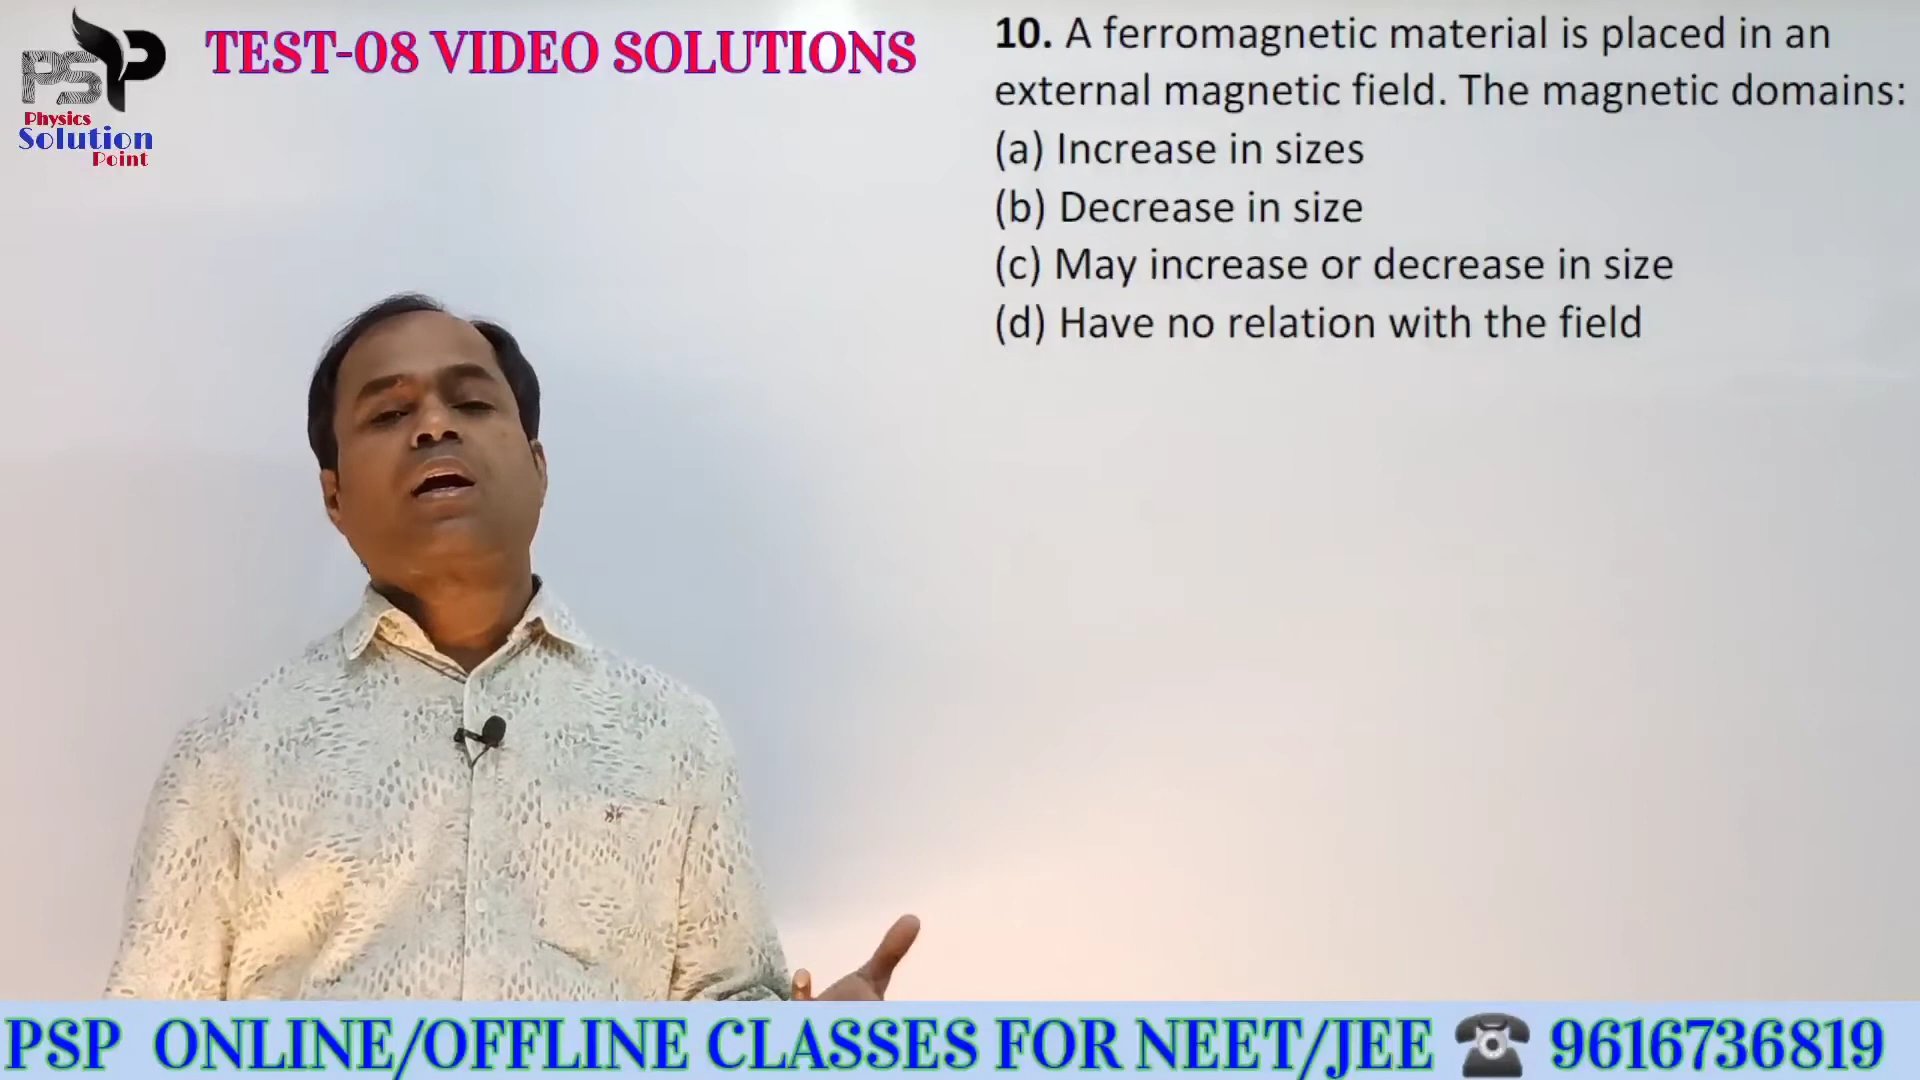 PSP
Physics
Solution
Point
TEST-08 VIDEO SOLUTIONS
10. A ferromagnetic material is placed in an
external magnetic field. The magnetic domains:
(a) Increase in sizes
(b) Decrease in size
(c) May increase or decrease in size
(d) Have no relation with the field
PSP ONLINE/OFFLINE CLASSES FOR NEET/JEE ☎ 9616736819